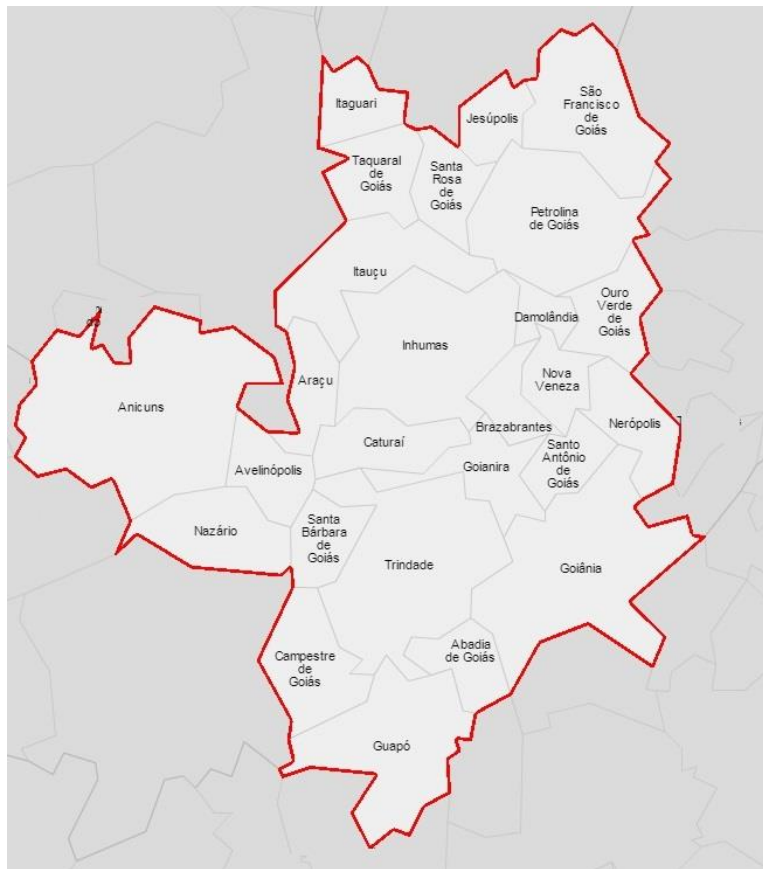 Itaguari
São
Francisco
de
Goiás
Jesúpolis
Taquaral
de
Goiás
Santa
Rosa
de
Goiás
Petrolina
de Goiás
Itauçu
Ouro
Verde
de Goiás
Damolândia
Inhumas
Araçu
Nova
Veneza
Anicuns
Brazabrantes
Nerópolis
Caturaí
Santo
Antônio
de
Goiás
Avelinópolis
Goianira
Nazário
Santa
Bárbara
de
Goiás
Trindade
Goiânia
Abadia
de Goiás
Campestre
de
Goiás
Guapó